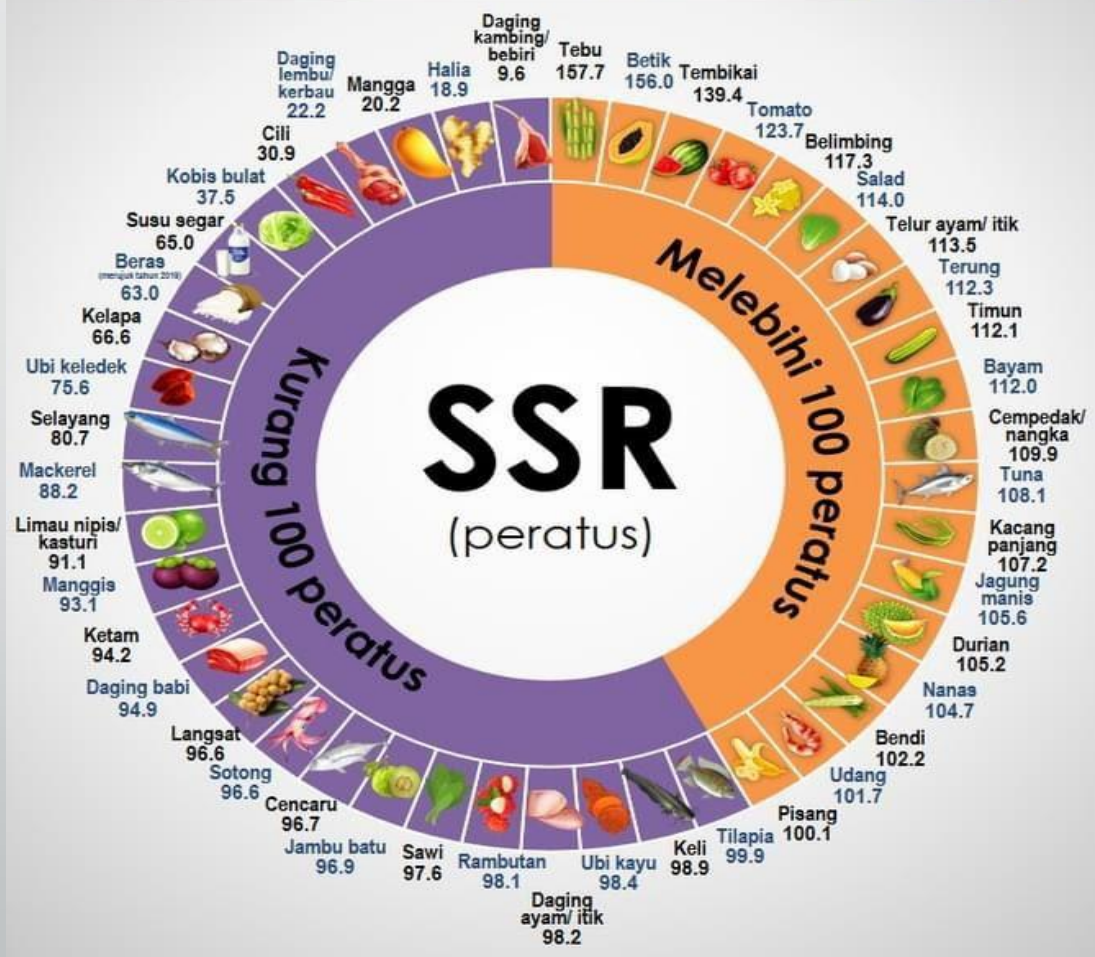 SSR
(peratus)
Melebihi 100 peratus
Kurang 100 peratus
Tebu
157.7
Betik
156.0
Tembikai
139.4
Tomato
123.7
Belimbing
117.3
Salad
114.0
Telur ayam/ itik
113.5
Terung
112.3
Timun
112.1
Bayam
112.0
Cempedak/
nangka
109.9
Tuna
108.1
Kacang
panjang
107.2
Jagung
manis
105.6
Durian
105.2
Nanas
104.7
Bendi
102.2
Udang
101.7
Pisang
100.1
Tilapia
99.9
Keli
98.9
Ubi kayu
98.4
Daging
ayam/ itik
98.2
Rambutan
98.1
Sawi
97.6
Jambu batu
96.9
Cencaru
96.7
Sotong
96.6
Langsat
96.6
Daging babi
94.9
Ketam
94.2
Manggis
93.1
Limau nipis/
kasturi
91.1
Mackerel
88.2
Selayang
80.7
Ubi keledek
75.6
Kelapa
66.6
Beras
(merujuk tahun 2019)
63.0
Susu segar
65.0
Kobis bulat
37.5
Cili
30.9
Daging
lembu/
kerbau
22.2
Mangga
20.2
Halia
18.9
Daging
kambing/
bebiri
9.6